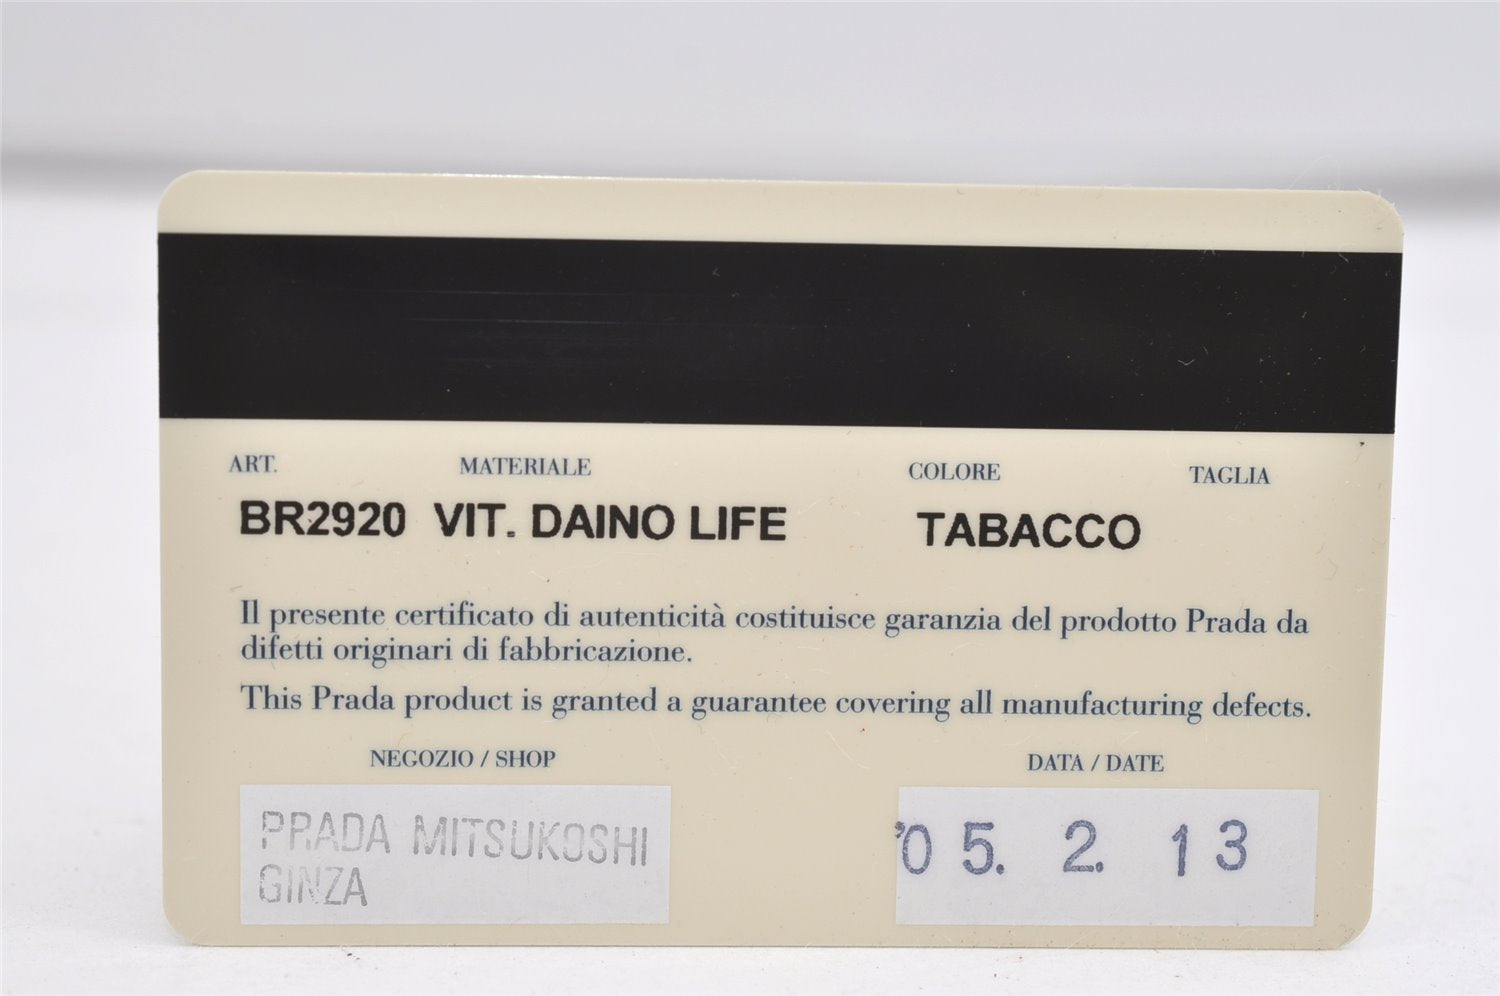 ART. MATERIALE COLORE TAGLIA
BR2920 VIT. DAINO LIFE TABACCO
Il presente certificato di autenticità costituisce garanzia del prodotto Prada da
difetti originari di fabbricazione.
This Prada product is granted a guarantee covering all manufacturing defects.
NEGOZIO / SHOP DATA / DATE
PRADA MITSUKOSHI
GINZA
'05. 2. 13